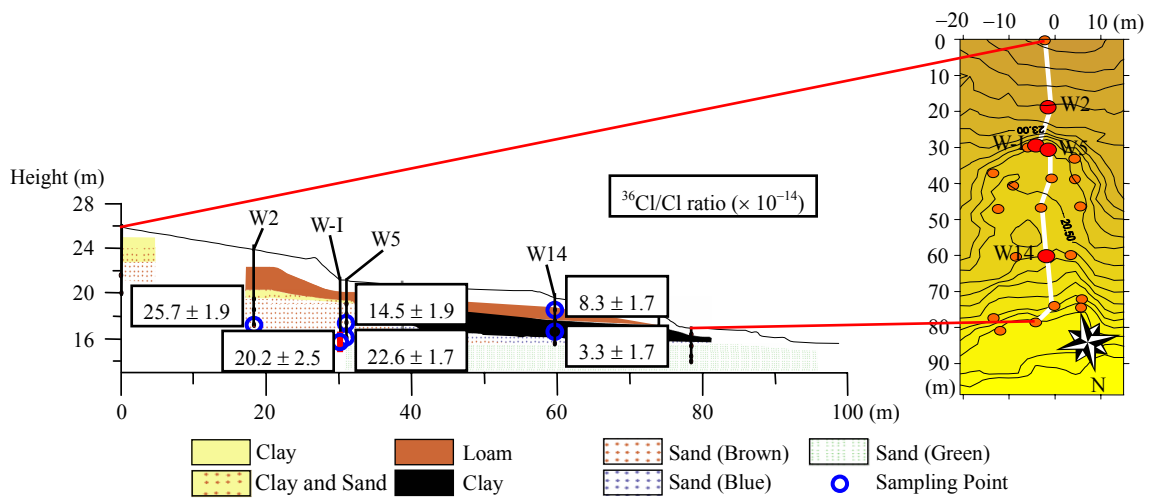 −20 −10 0 10 (m)
0
10
20
30
40
50
60
70
80
90
(m)
W2
23.00
W-I
W5
20.50
W14
N
Height (m)
28
24
20
16
W2
W-I
W5
W14
³⁶Cl/Cl ratio (× 10⁻¹⁴)
25.7 ± 1.9
14.5 ± 1.9
8.3 ± 1.7
20.2 ± 2.5
22.6 ± 1.7
3.3 ± 1.7
0 20 40 60 80 100 (m)
Clay
Loam
Sand (Brown)
Sand (Green)
Clay and Sand
Clay
Sand (Blue)
Sampling Point